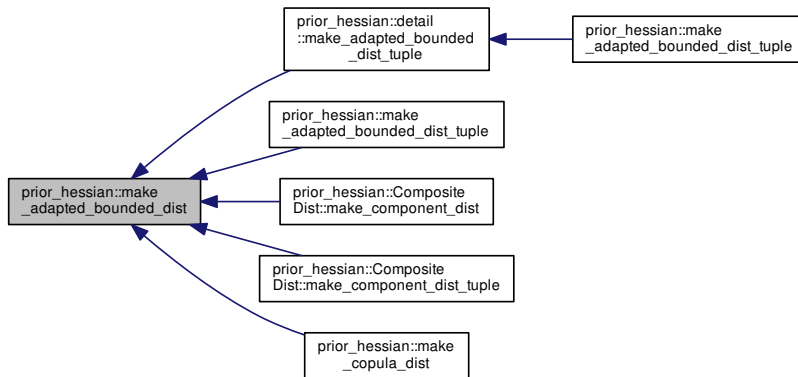 prior_hessian::detail
::make_adapted_bounded
_dist_tuple
prior_hessian::make
_adapted_bounded_dist_tuple
prior_hessian::make
_adapted_bounded_dist_tuple
prior_hessian::make
_adapted_bounded_dist
prior_hessian::Composite
Dist::make_component_dist
prior_hessian::Composite
Dist::make_component_dist_tuple
prior_hessian::make
_copula_dist